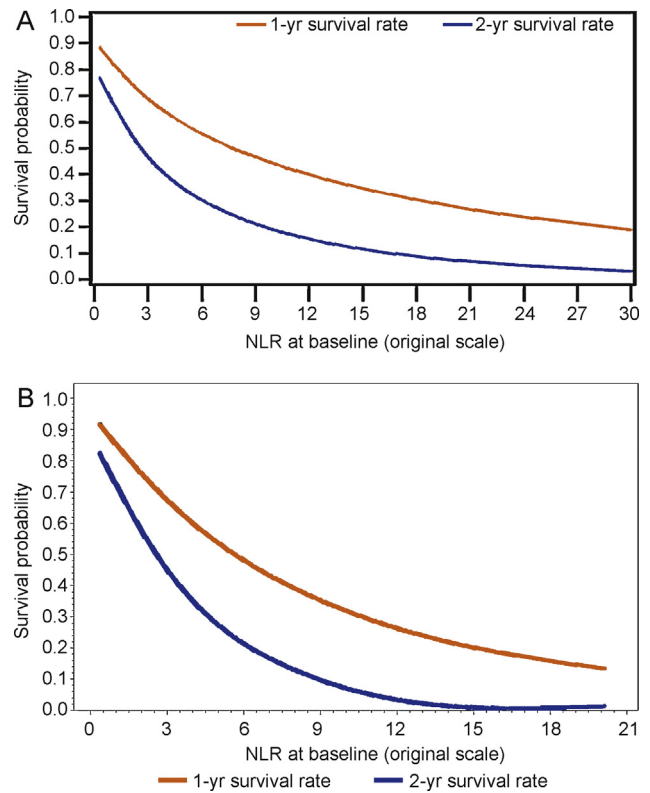 A
1-yr survival rate 2-yr survival rate
1.0
0.9
0.8
0.7
0.6
0.5
0.4
0.3
0.2
0.1
0.0
Survival probability
0 3 6 9 12 15 18 21 24 27 30
NLR at baseline (original scale)
B
1.0
0.9
0.8
0.7
0.6
0.5
0.4
0.3
0.2
0.1
0.0
Survival probability
0 3 6 9 12 15 18 21
NLR at baseline (original scale)
1-yr survival rate 2-yr survival rate